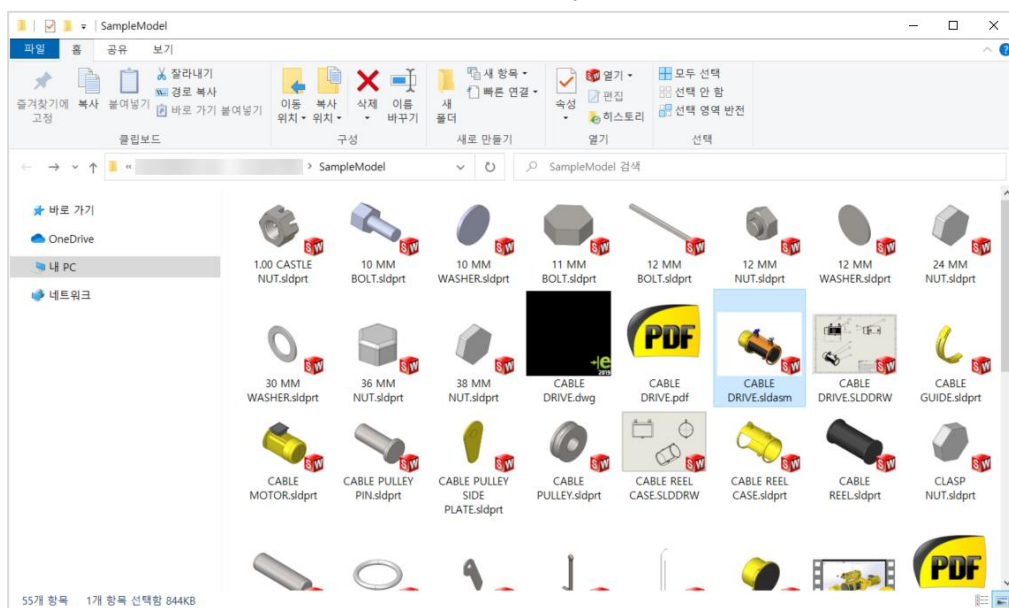 SampleModel
파일 홈 공유 보기
즐겨찾기에 고정
복사
붙여넣기
잘라내기
경로 복사
바로 가기 붙여넣기
클립보드
이동 위치
복사 위치
삭제
이름 바꾸기
구성
새 폴더
새 항목
빠른 연결
새로 만들기
속성
열기
편집
히스토리
열기
모두 선택
선택 안 함
선택 영역 반전
선택
« > SampleModel
SampleModel 검색
바로 가기
OneDrive
내 PC
네트워크
1.00 CASTLE NUT.sldprt
10 MM BOLT.sldprt
10 MM WASHER.sldprt
11 MM BOLT.sldprt
12 MM BOLT.sldprt
12 MM NUT.sldprt
12 MM WASHER.sldprt
24 MM NUT.sldprt
30 MM WASHER.sldprt
36 MM NUT.sldprt
38 MM NUT.sldprt
e 2019
CABLE DRIVE.dwg
PDF
CABLE DRIVE.pdf
CABLE DRIVE.sldasm
CABLE DRIVE.SLDDRW
CABLE GUIDE.sldprt
CABLE MOTOR.sldprt
CABLE PULLEY PIN.sldprt
CABLE PULLEY SIDE PLATE.sldprt
CABLE PULLEY.sldprt
CABLE REEL CASE.SLDDRW
CABLE REEL CASE.sldprt
CABLE REEL.sldprt
CLASP NUT.sldprt
PDF
55개 항목 1개 항목 선택함 844KB